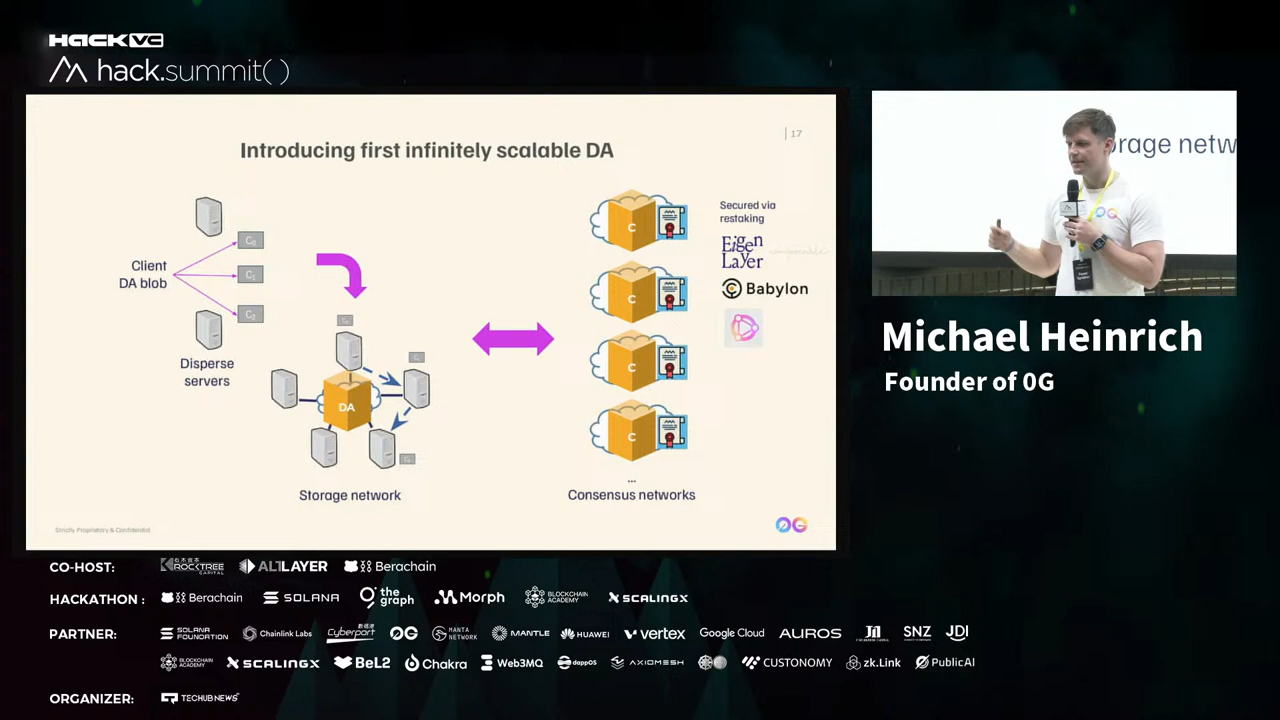 HACK VC
hack.summit()
17
Introducing first infinitely scalable DA
Client
DA blob
C₀
C₁
C₂
Disperse
servers
DA
Storage network
C
C
C
C
...
Consensus networks
Secured via
restaking
Eigen
Layer
composable
Babylon
Strictly Proprietary & Confidential
0G
orage netw
0G
Michael Heinrich
Founder of 0G
CO-HOST:
ROCKTREE
CAPITAL
ALTLAYER
Berachain
HACKATHON :
Berachain
SOLANA
the
graph
Morph
BLOCKCHAIN
ACADEMY
SCALINGX
PARTNER:
SOLANA
FOUNDATION
Chainlink Labs
Cyberport
0G
MANTA
NETWORK
MANTLE
HUAWEI
vertex
Google Cloud
AUROS
SNZ
JDI
BLOCKCHAIN
ACADEMY
SCALINGX
BeL2
Chakra
Web3MQ
dappOS
AXIOMESH
CUSTONOMY
zk.Link
PublicAI
ORGANIZER:
TECHUB NEWS